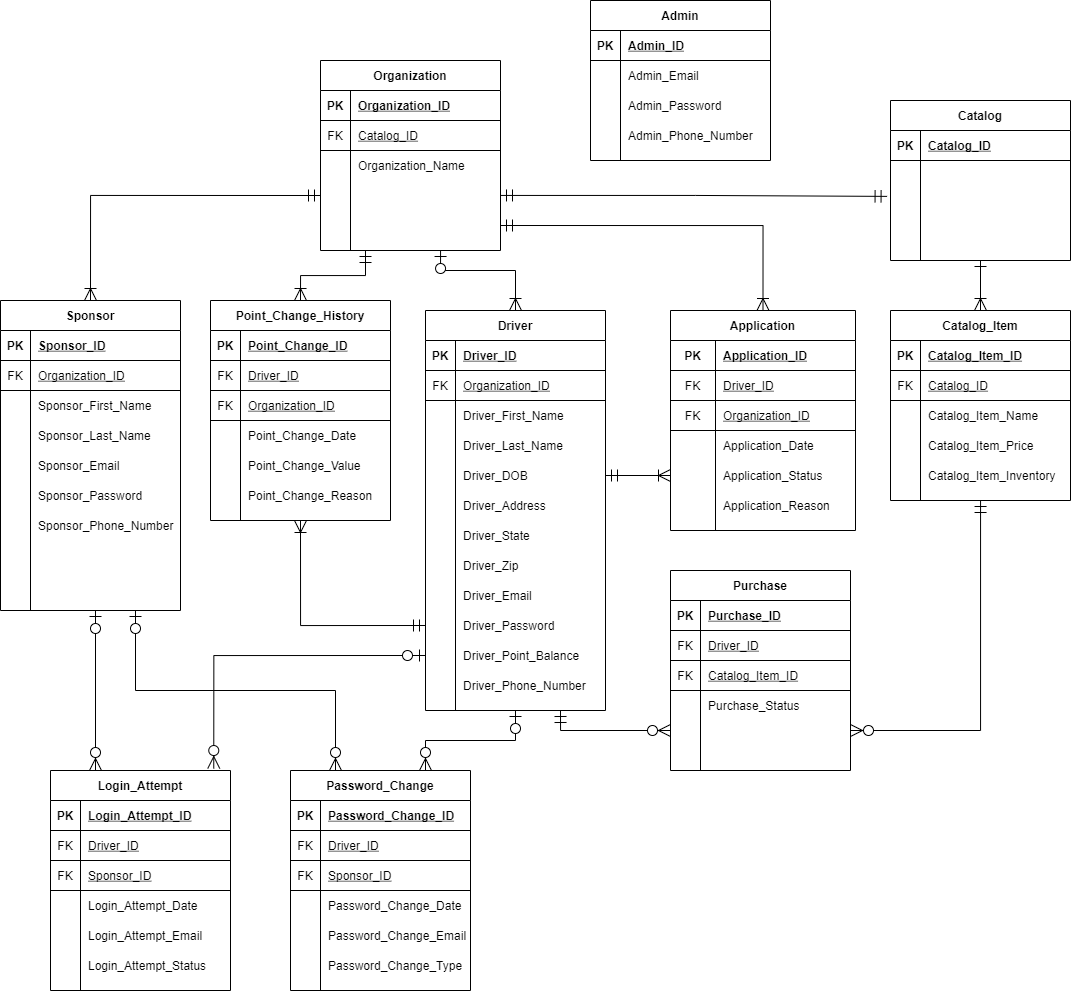 Admin
PK Admin_ID
Admin_Email
Admin_Password
Admin_Phone_Number
Organization
PK Organization_ID
FK Catalog_ID
Organization_Name
Catalog
PK Catalog_ID
Sponsor
PK Sponsor_ID
FK Organization_ID
Sponsor_First_Name
Sponsor_Last_Name
Sponsor_Email
Sponsor_Password
Sponsor_Phone_Number
Point_Change_History
PK Point_Change_ID
FK Driver_ID
FK Organization_ID
Point_Change_Date
Point_Change_Value
Point_Change_Reason
Driver
PK Driver_ID
FK Organization_ID
Driver_First_Name
Driver_Last_Name
Driver_DOB
Driver_Address
Driver_State
Driver_Zip
Driver_Email
Driver_Password
Driver_Point_Balance
Driver_Phone_Number
Application
PK Application_ID
FK Driver_ID
FK Organization_ID
Application_Date
Application_Status
Application_Reason
Catalog_Item
PK Catalog_Item_ID
FK Catalog_ID
Catalog_Item_Name
Catalog_Item_Price
Catalog_Item_Inventory
Purchase
PK Purchase_ID
FK Driver_ID
FK Catalog_Item_ID
Purchase_Status
Login_Attempt
PK Login_Attempt_ID
FK Driver_ID
FK Sponsor_ID
Login_Attempt_Date
Login_Attempt_Email
Login_Attempt_Status
Password_Change
PK Password_Change_ID
FK Driver_ID
FK Sponsor_ID
Password_Change_Date
Password_Change_Email
Password_Change_Type